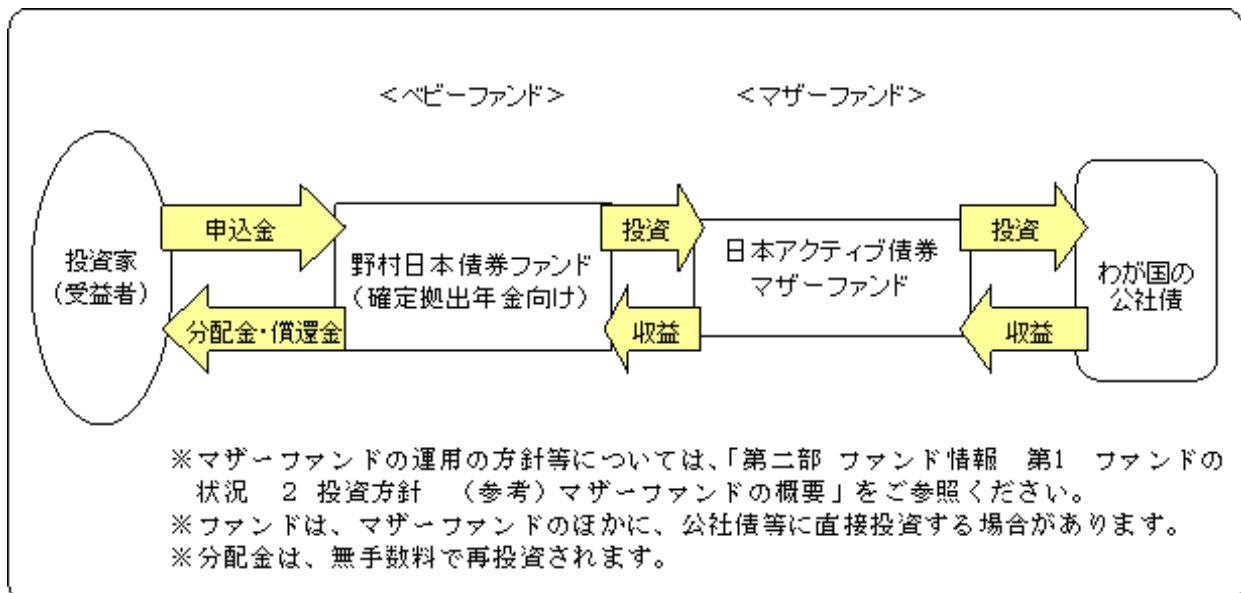 ＜ベビーファンド＞
＜マザーファンド＞
投資家
（受益者）
申込金
分配金・償還金
野村日本債券ファンド
（確定拠出年金向け）
投資
収益
日本アクティブ債券
マザーファンド
投資
収益
わが国の
公社債
※マザーファンドの運用の方針等については、「第二部 ファンド情報　第1　ファンドの
状況　２ 投資方針　（参考）マザーファンドの概要」をご参照ください。
※ファンドは、マザーファンドのほかに、公社債等に直接投資する場合があります。
※分配金は、無手数料で再投資されます。